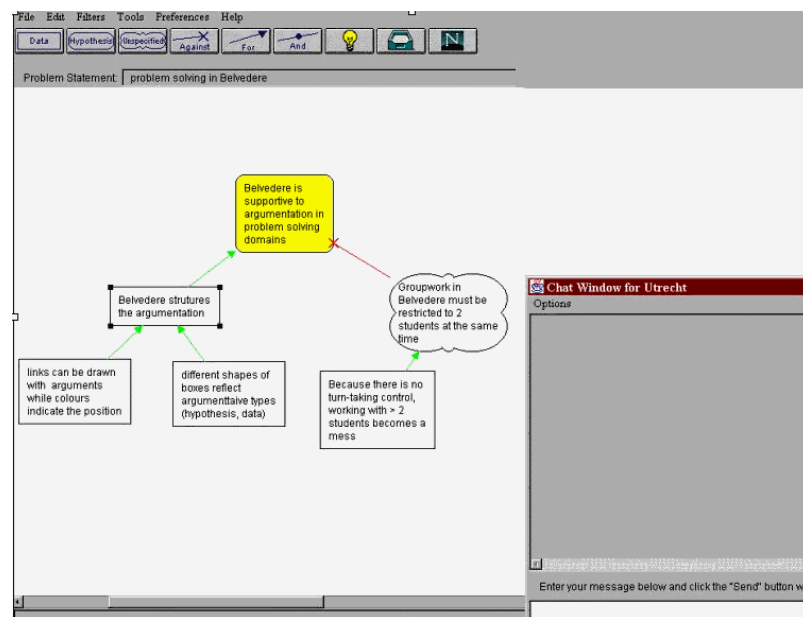 File Edit Filters Tools Preferences Help
Data Hypothesis Unspecified Against For And N
Problem Statement: problem solving in Belvedere
Belvedere is
supportive to
argumentation in
problem solving
domains
Belvedere strutures
the argumentation
Groupwork in
Belvedere must be
restricted to 2
students at the same
time
links can be drawn
with arguments
while colours
indicate the position
different shapes of
boxes reflect
argumenttaive types
(hypothesis, data)
Because there is no
turn-taking control,
working with > 2
students becomes a
mess
Chat Window for Utrecht
Options
Enter your message below and click the "Send" button w